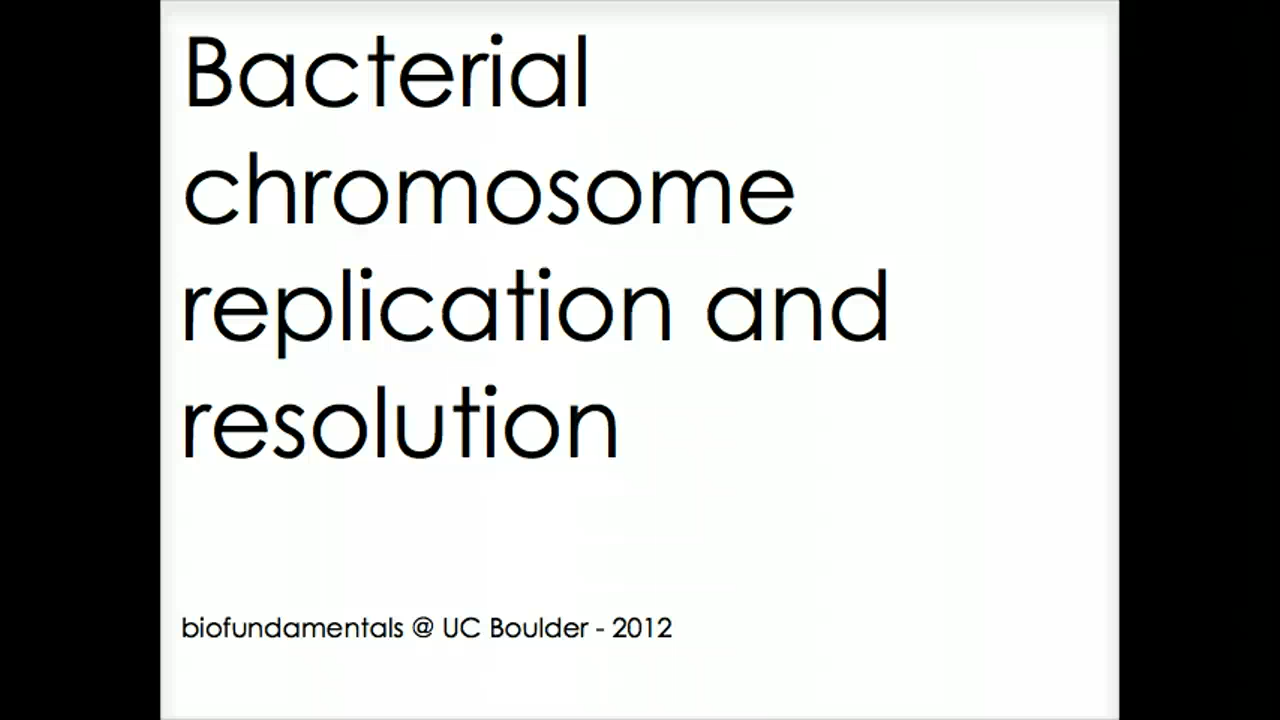 Bacterial
chromosome
replication and
resolution
biofundamentals @ UC Boulder - 2012